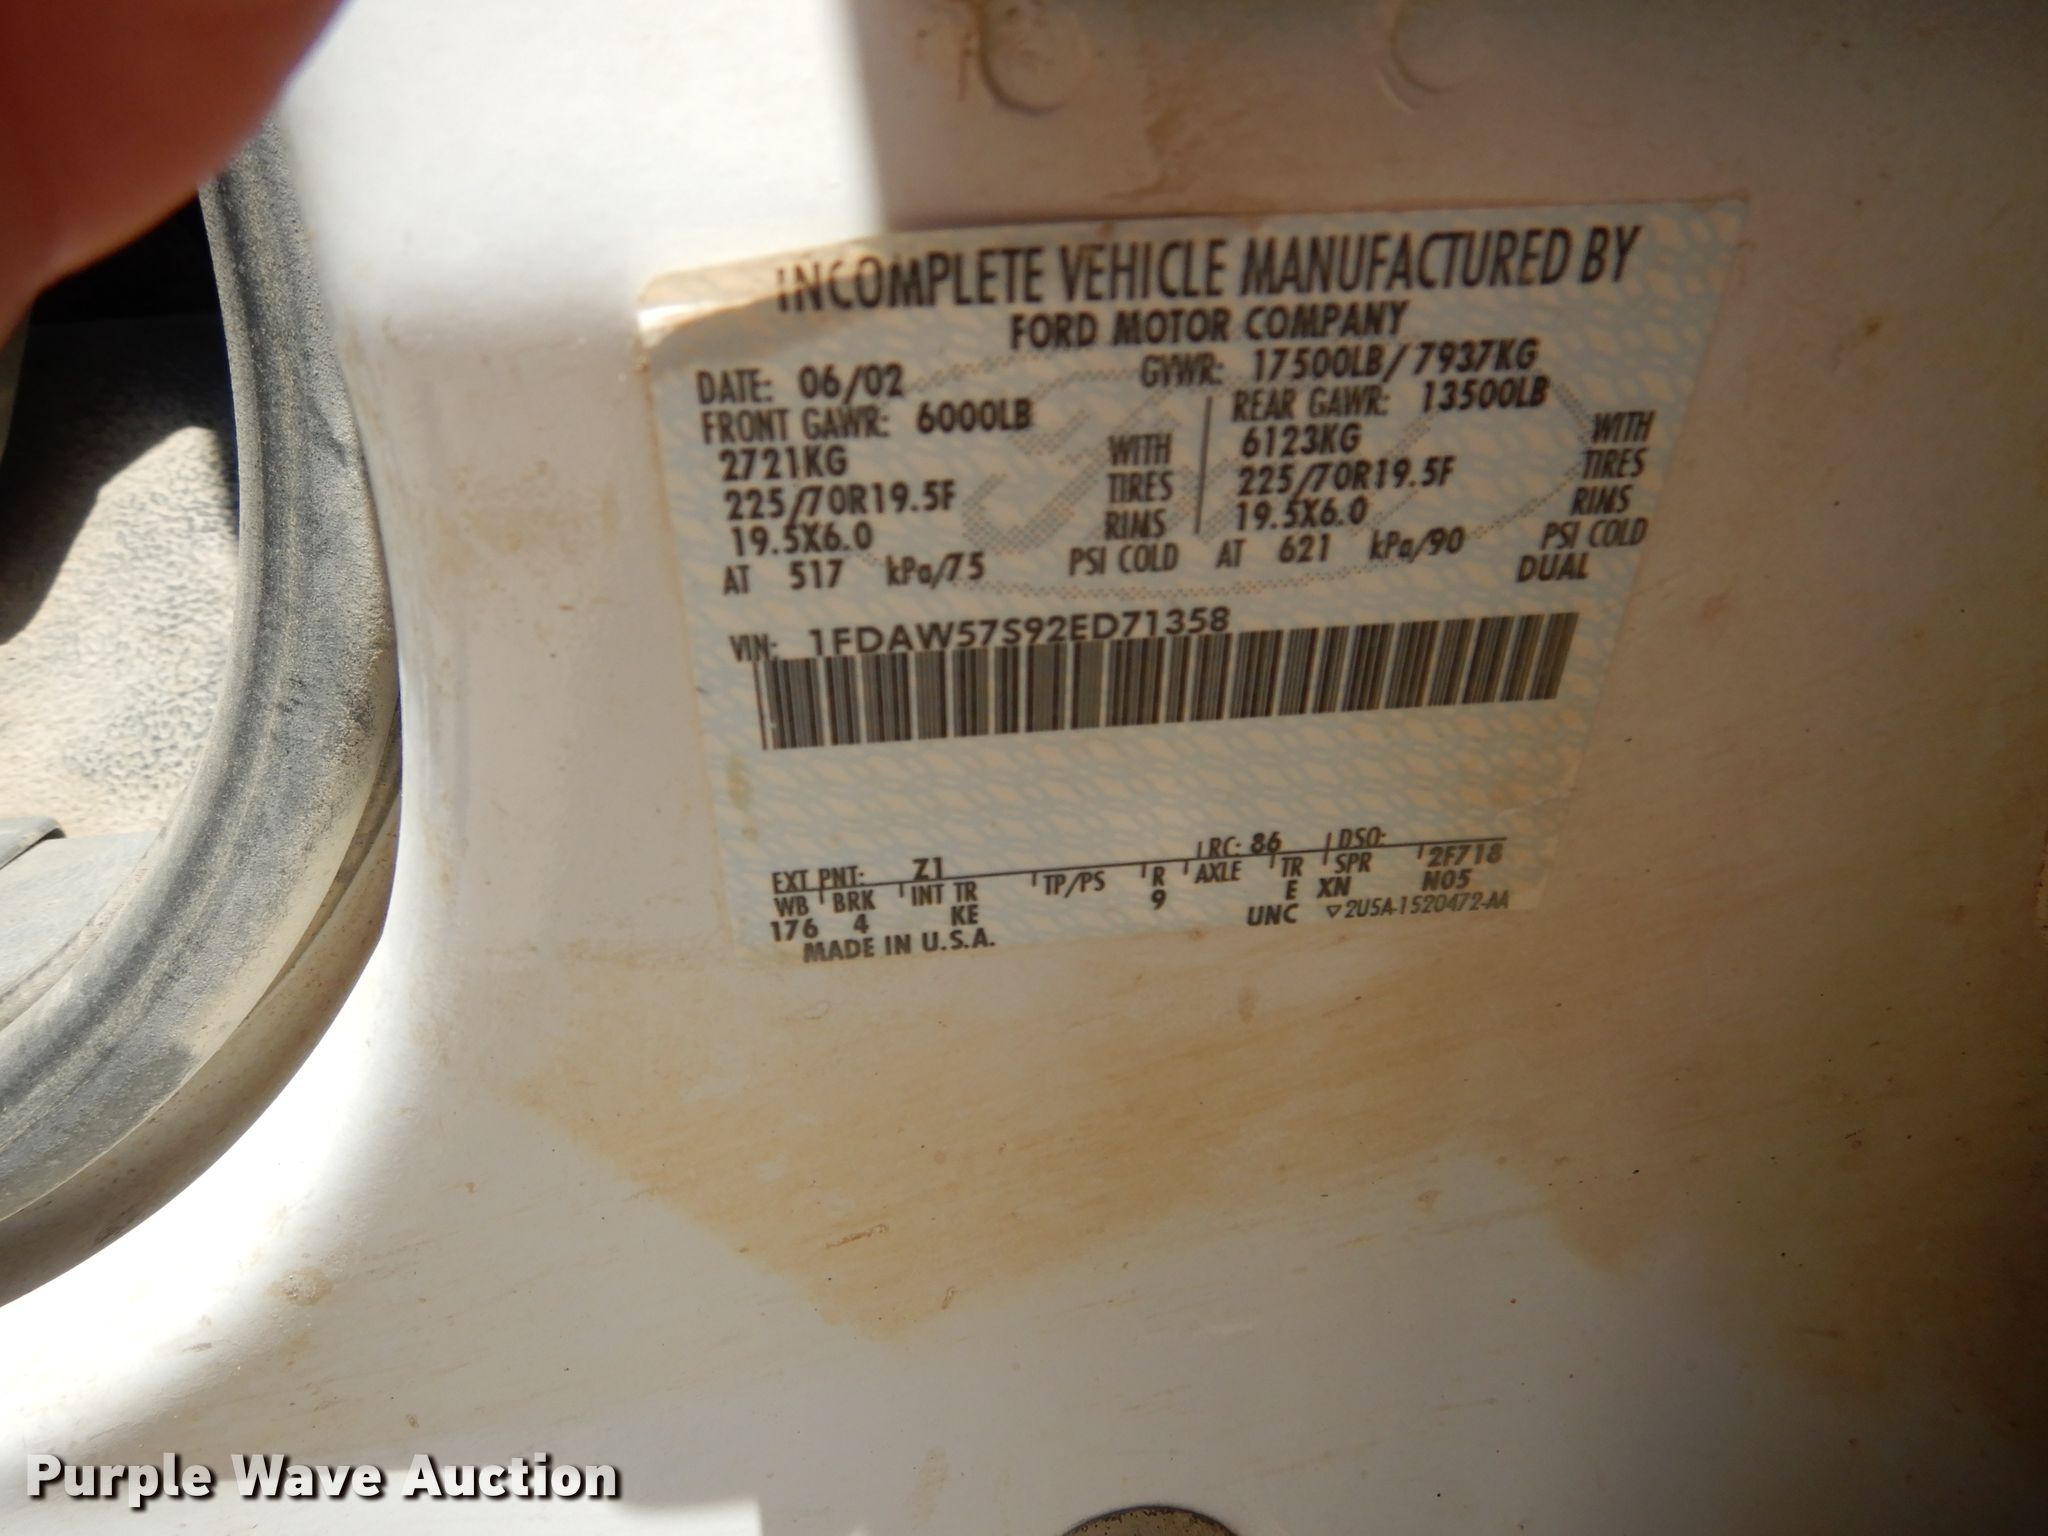 INCOMPLETE VEHICLE MANUFACTURED BY
FORD MOTOR COMPANY
DATE: 06/02 GVWR: 17500LB/ 7937KG
FRONT GAWR: 6000LB REAR GAWR: 13500LB
2721KG WITH 6123KG WITH
225/70R19.5F TIRES 225/70R19.5F TIRES
19.5X6.0 RIMS 19.5X6.0 RIMS
AT 517 kPa/75 PSI COLD AT 621 kPa/90 PSI COLD
DUAL
VIN: 1FDAW57S92ED71358
EXT PNT: Z1 RC: 86 DSO:
WB BRK INT TR TP/PS R AXLE TR SPR 2F718
176 4 KE 9 E XN N05
MADE IN U.S.A. UNC ▽2U5A-1520472-AA
Purple Wave Auction